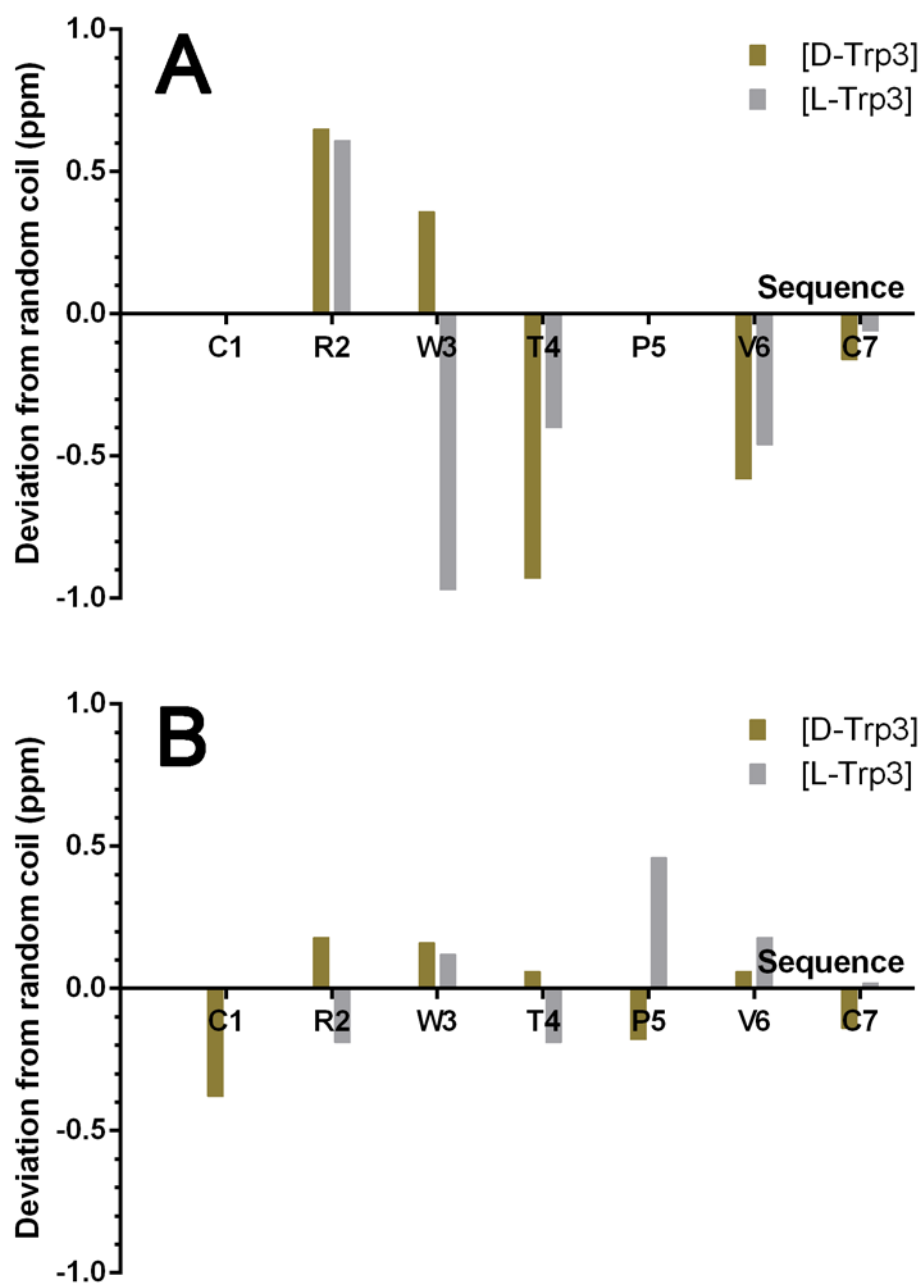 A
[D-Trp3]
[L-Trp3]
Deviation from random coil (ppm)
1.0
0.5
0.0
-0.5
-1.0
Sequence
C1 R2 W3 T4 P5 V6 C7
B
[D-Trp3]
[L-Trp3]
Deviation from random coil (ppm)
1.0
0.5
0.0
-0.5
-1.0
Sequence
C1 R2 W3 T4 P5 V6 C7